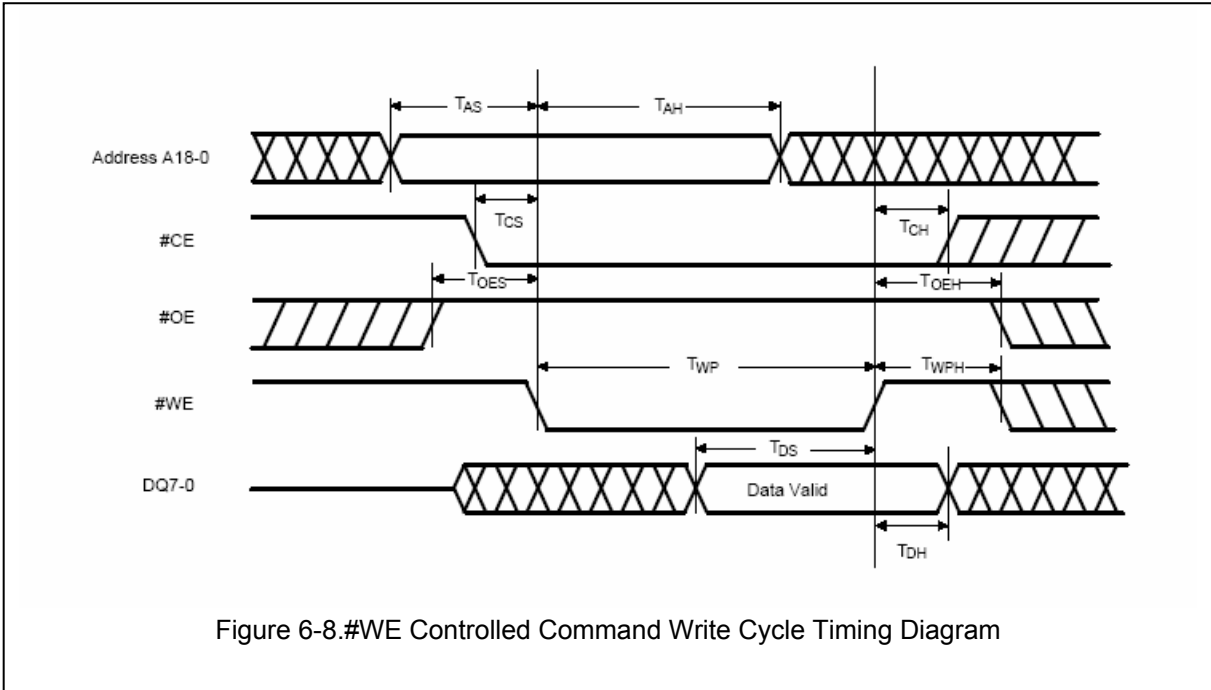 TAS
TAH
Address A18-0
TCS
TCH
#CE
TOES
TOEH
#OE
TWP
TWPH
#WE
TDS
DQ7-0
Data Valid
TDH
Figure 6-8.#WE Controlled Command Write Cycle Timing Diagram